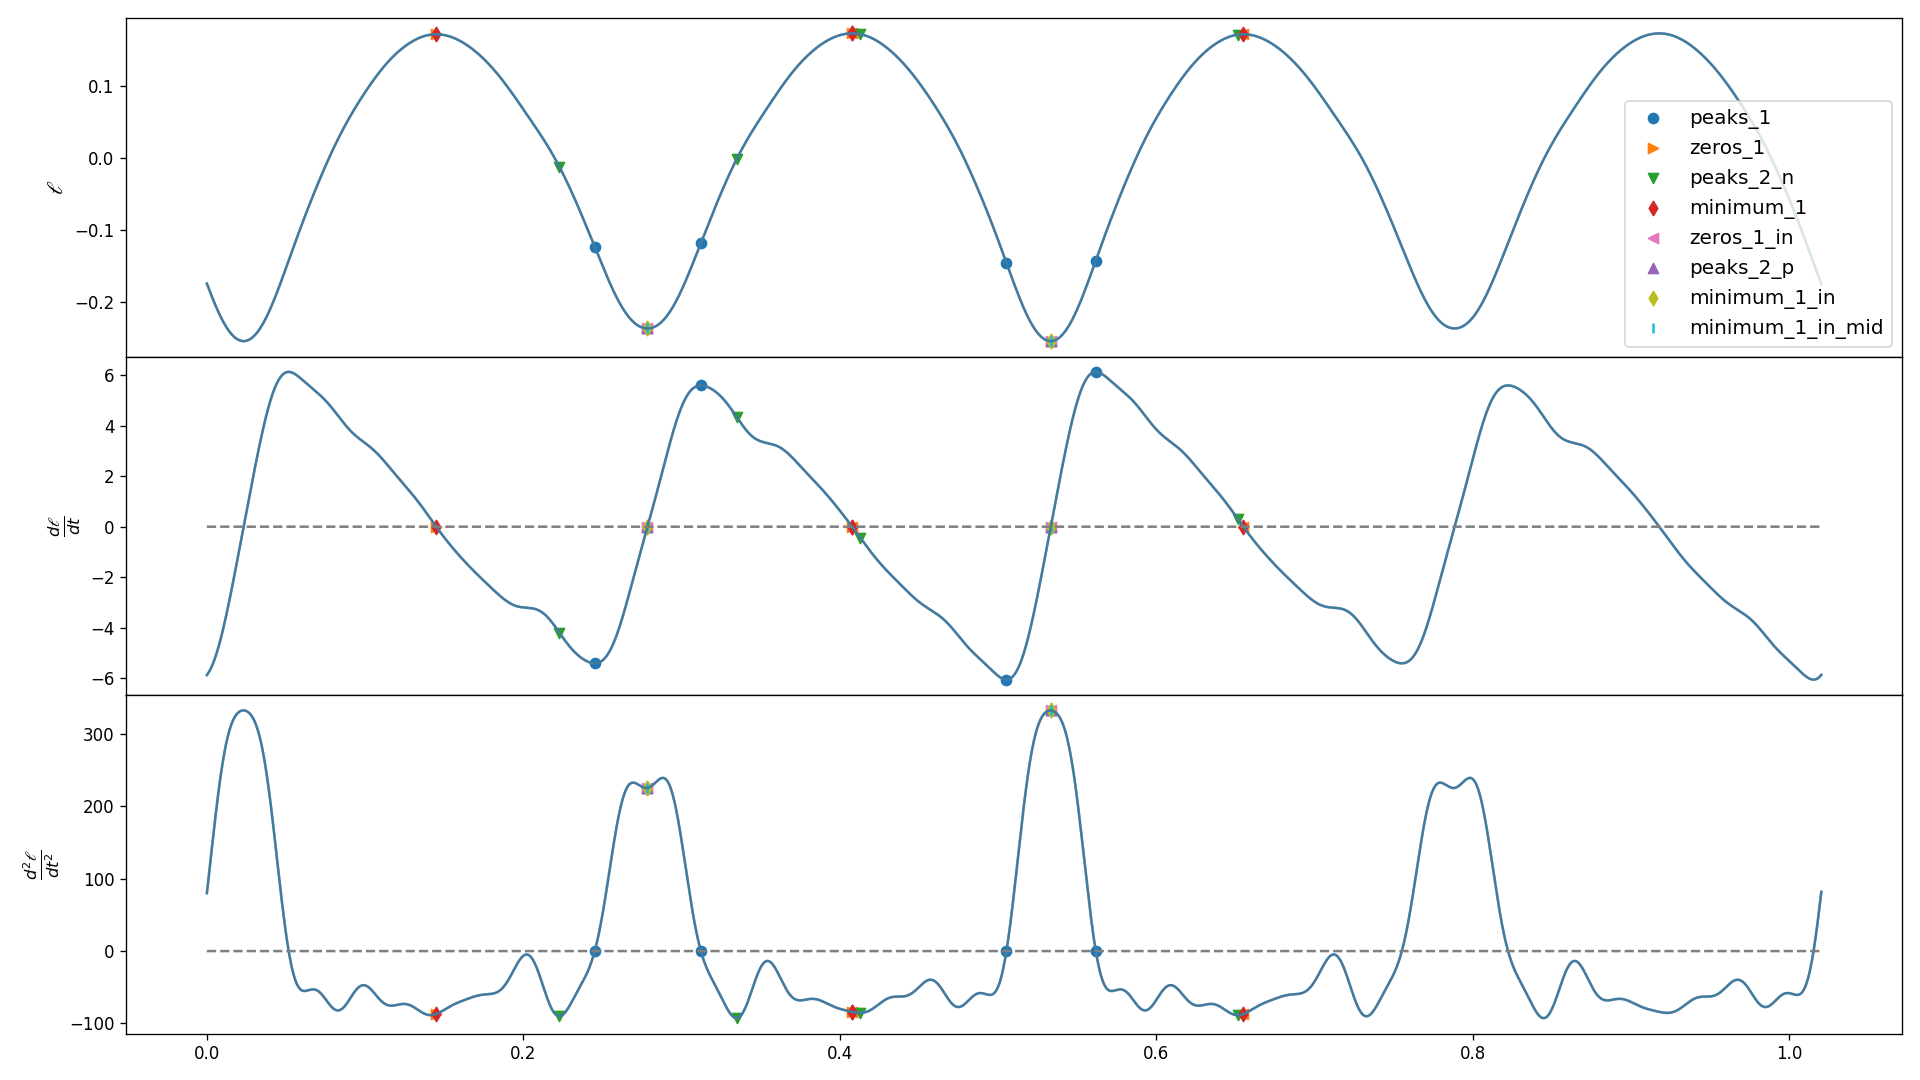 0.1
0.0
−0.1
−0.2
ℓ
peaks_1
zeros_1
peaks_2_n
minimum_1
zeros_1_in
peaks_2_p
minimum_1_in
minimum_1_in_mid
6
4
2
0
−2
−4
−6
dℓ
dt
300
200
100
0
−100
d²ℓ
dt²
0.0 0.2 0.4 0.6 0.8 1.0